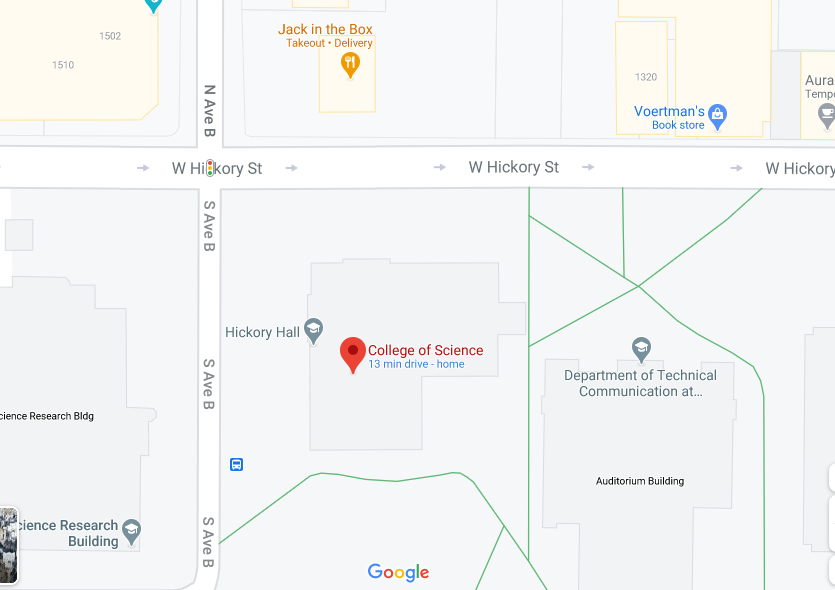 1502
1510
Jack in the Box
Takeout • Delivery
1320
Aura
Tempo
Voertman's
Book store
N Ave B
W Hickory St
W Hickory St
W Hickory
S Ave B
Hickory Hall
College of Science
13 min drive - home
S Ave B
Department of Technical
Communication at...
cience Research Bldg
Auditorium Building
cience Research
Building
S Ave B
Google